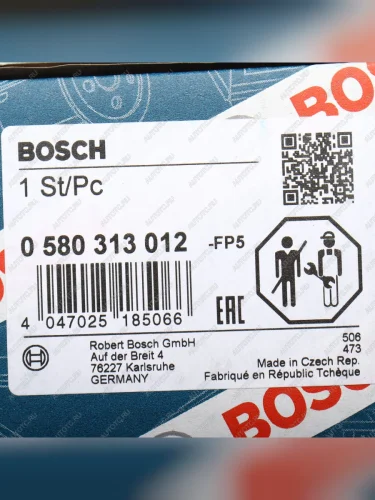 BOSCH
BOSCH
1 St/Pc
0 580 313 012 -FP5
4 047025 185066
EAC
Robert Bosch GmbH
Auf der Breit 4
76227 Karlsruhe
GERMANY
506
473
Made in Czech Rep.
Fabriqué en République Tchèque
BOSCH